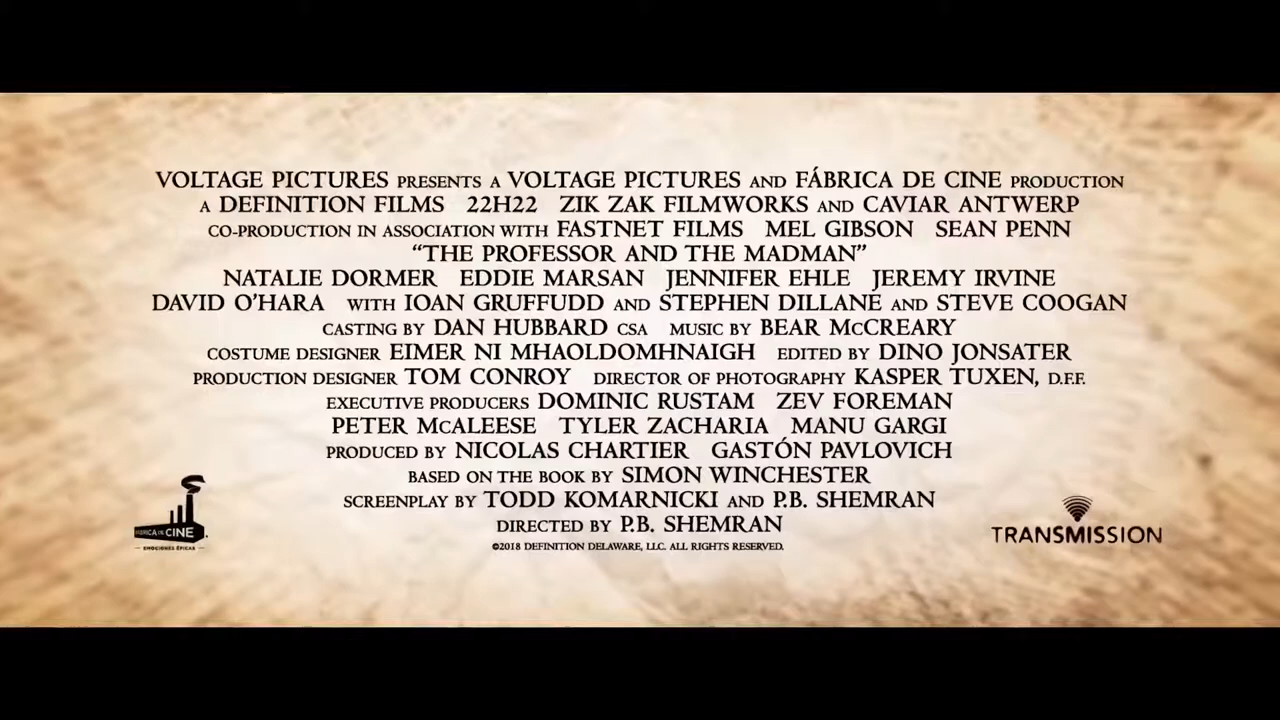 VOLTAGE PICTURES PRESENTS A VOLTAGE PICTURES AND FÁBRICA DE CINE PRODUCTION
A DEFINITION FILMS 22H22 ZIK ZAK FILMWORKS AND CAVIAR ANTWERP
CO-PRODUCTION IN ASSOCIATION WITH FASTNET FILMS MEL GIBSON SEAN PENN
“THE PROFESSOR AND THE MADMAN”
NATALIE DORMER EDDIE MARSAN JENNIFER EHLE JEREMY IRVINE
DAVID O’HARA WITH IOAN GRUFFUDD AND STEPHEN DILLANE AND STEVE COOGAN
CASTING BY DAN HUBBARD CSA MUSIC BY BEAR McCREARY
COSTUME DESIGNER EIMER NI MHAOLDOMHNAIGH EDITED BY DINO JONSATER
PRODUCTION DESIGNER TOM CONROY DIRECTOR OF PHOTOGRAPHY KASPER TUXEN, D.F.F.
EXECUTIVE PRODUCERS DOMINIC RUSTAM ZEV FOREMAN
PETER McALEESE TYLER ZACHARIA MANU GARGI
PRODUCED BY NICOLAS CHARTIER GASTÓN PAVLOVICH
BASED ON THE BOOK BY SIMON WINCHESTER
SCREENPLAY BY TODD KOMARNICKI AND P.B. SHEMRAN
DIRECTED BY P.B. SHEMRAN
©2018 DEFINITION DELAWARE, LLC. ALL RIGHTS RESERVED.
FÁBRICA DE CINE
EMOCIONES ÉPICAS
TRANSMISSION